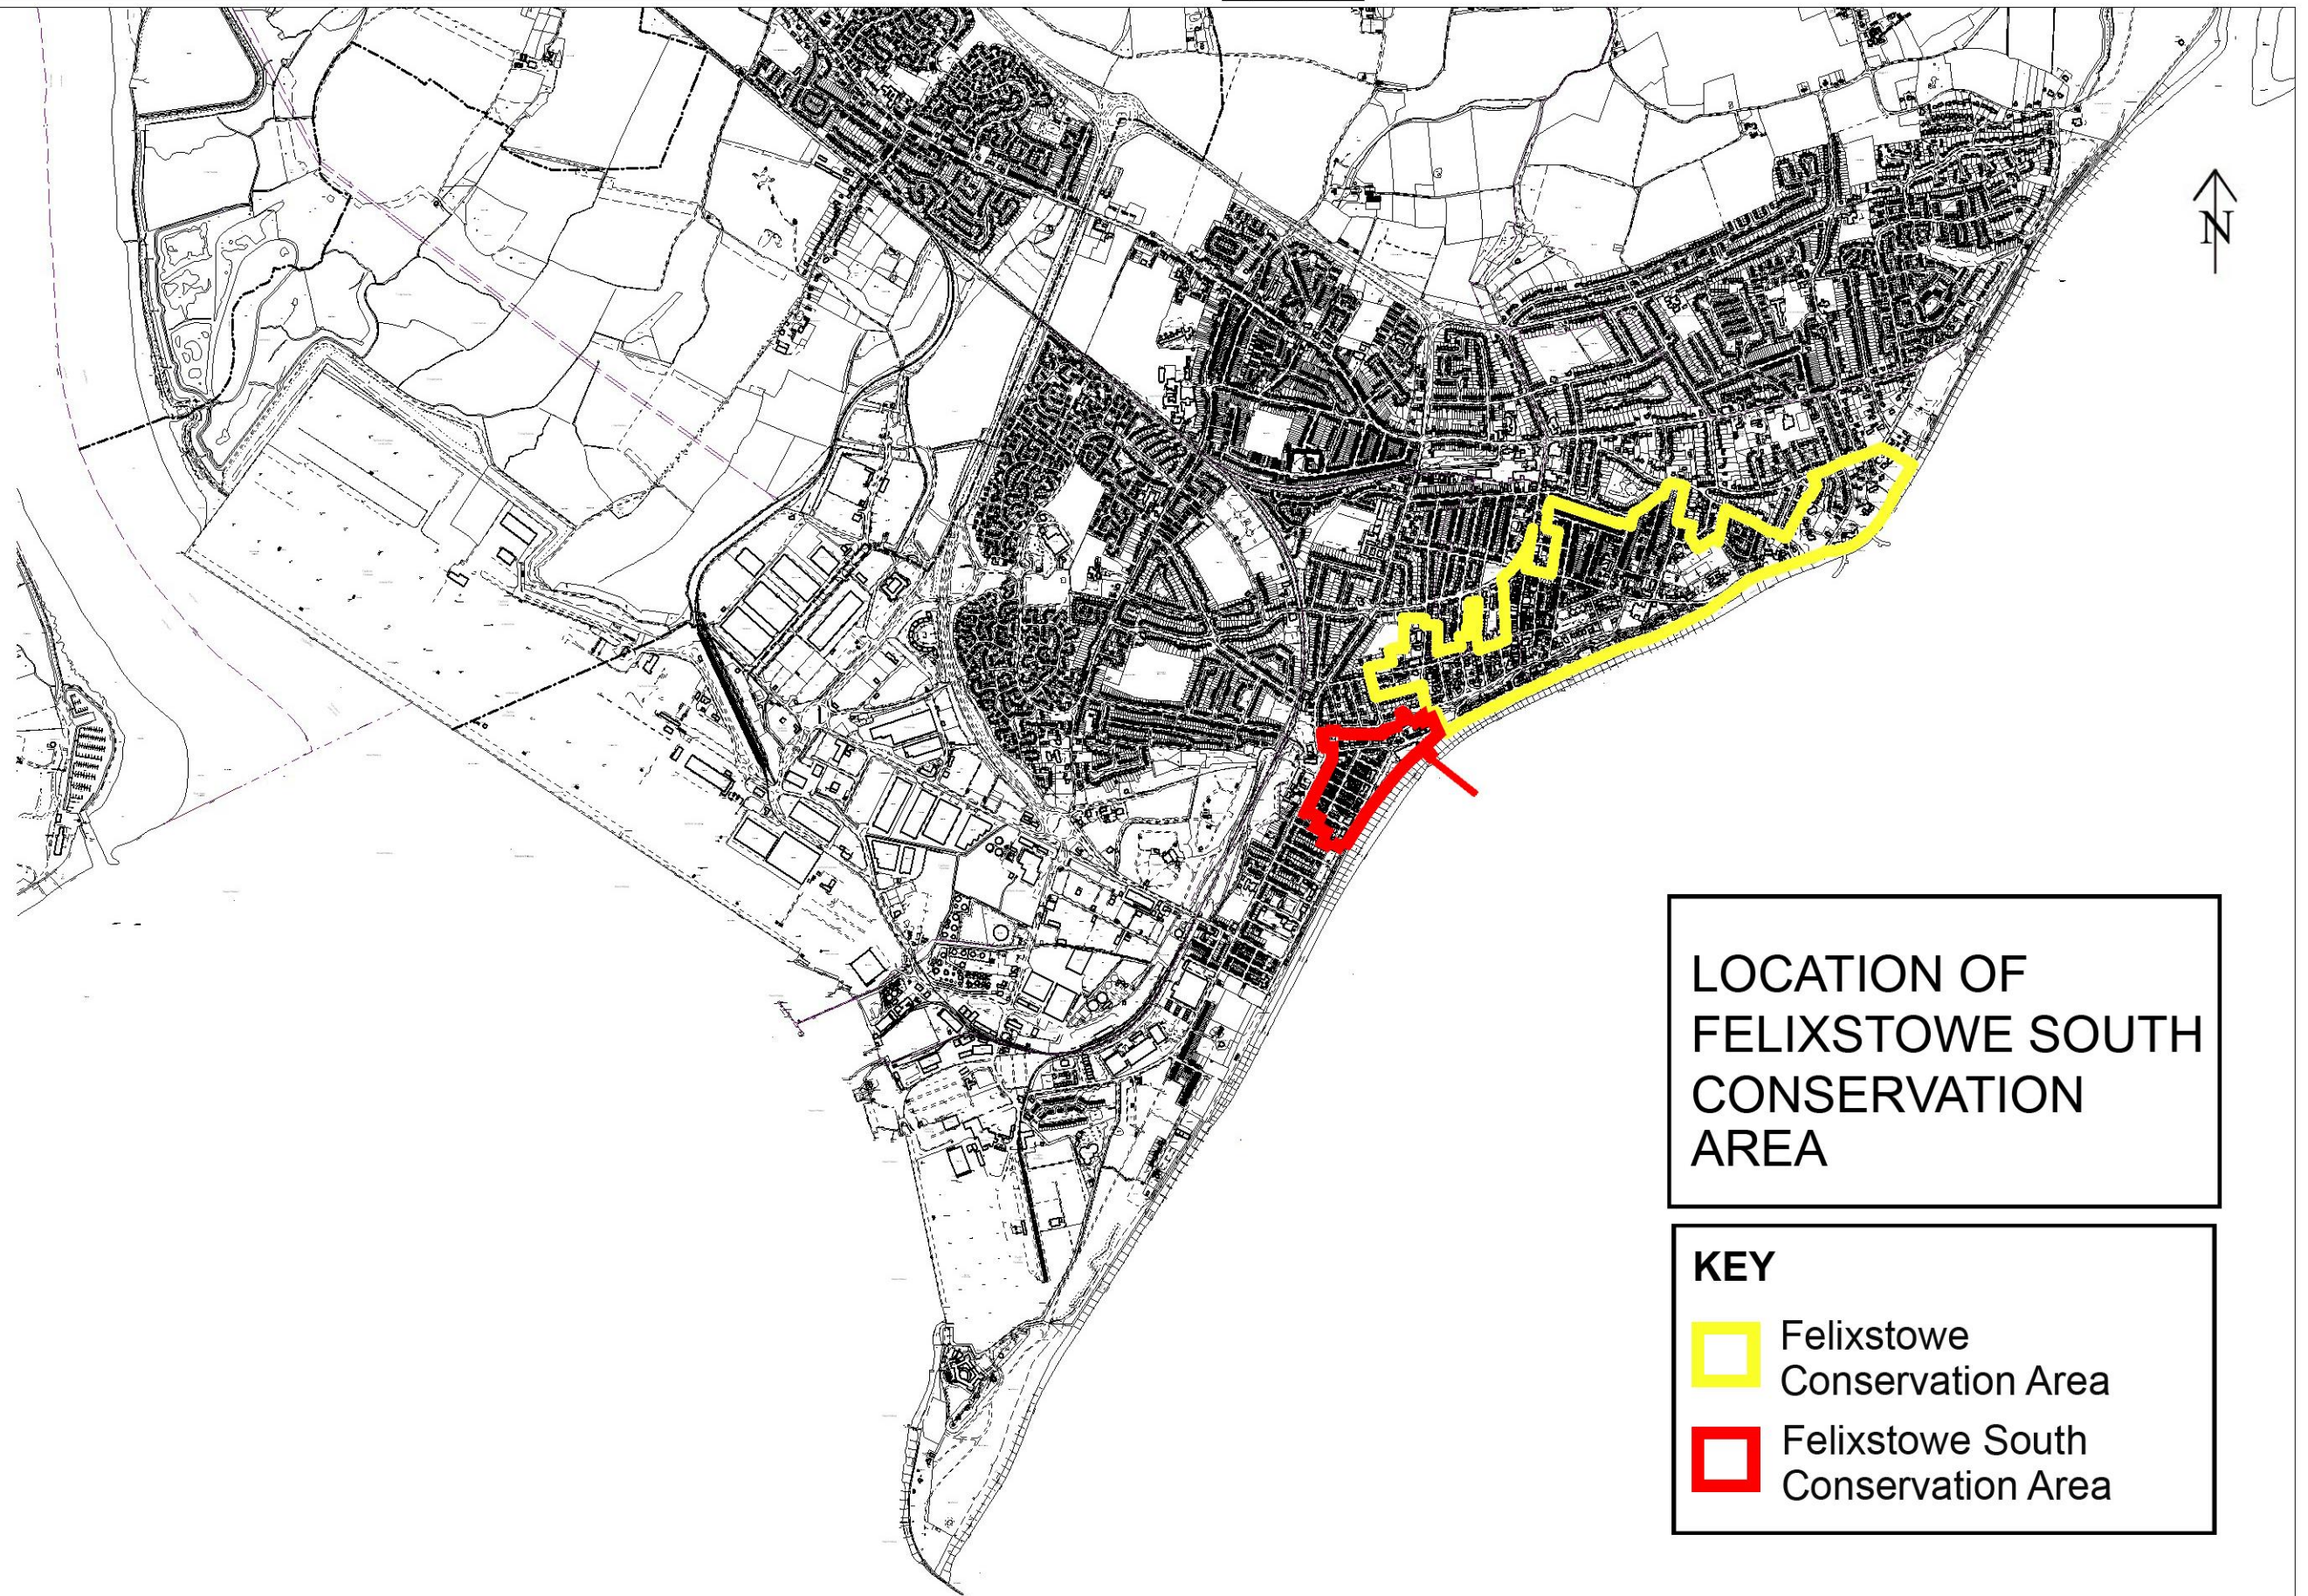 N
LOCATION OF
FELIXSTOWE SOUTH
CONSERVATION
AREA
KEY
Felixstowe
Conservation Area
Felixstowe South
Conservation Area